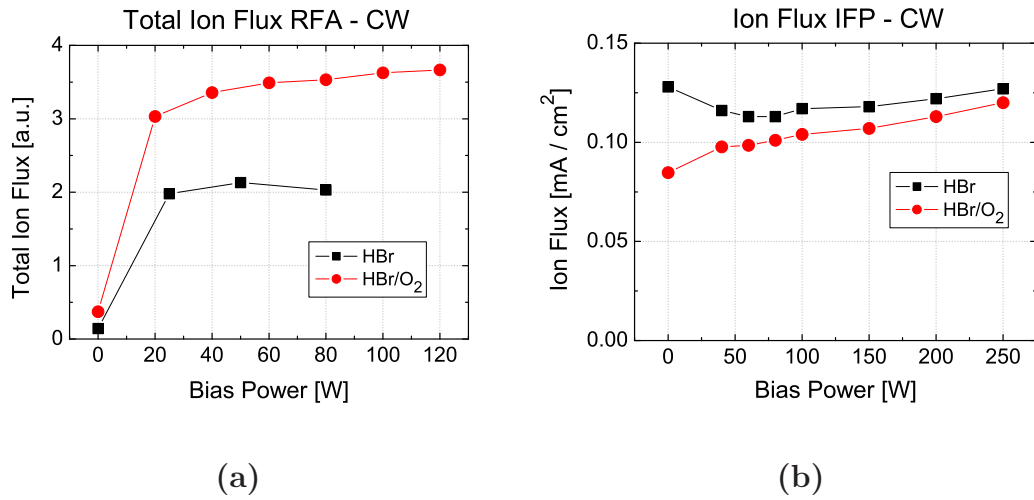 Total Ion Flux RFA - CW
Total Ion Flux [a.u.]
4
3
2
1
0
HBr
HBr/O₂
0 20 40 60 80 100 120
Bias Power [W]
(a)
Ion Flux IFP - CW
Ion Flux [mA / cm²]
0.15
0.10
0.05
0.00
HBr
HBr/O₂
0 50 100 150 200 250
Bias Power [W]
(b)